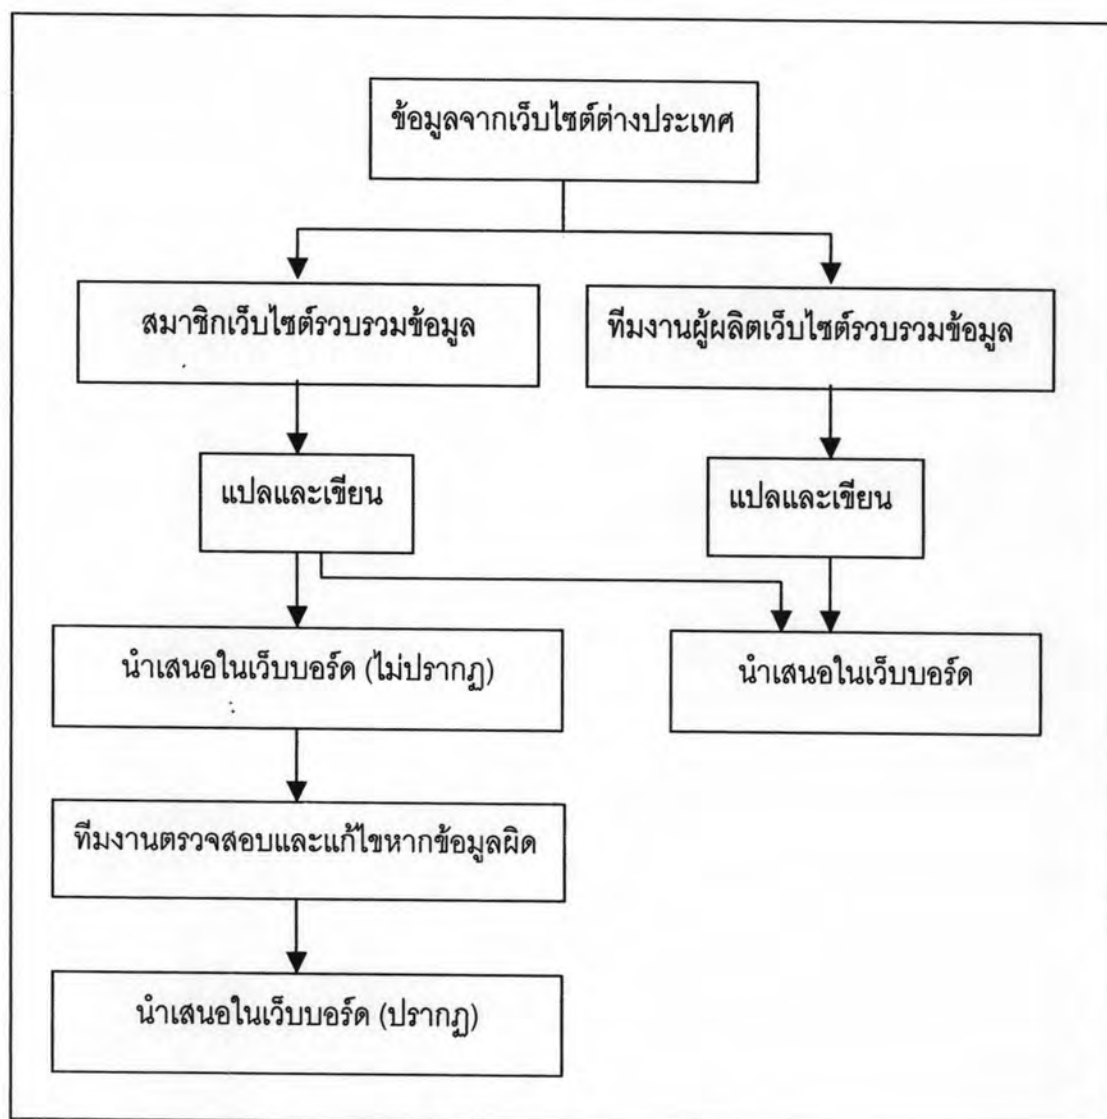 ข้อมูลจากเว็บไซต์ต่างประเทศ
สมาชิกเว็บไซต์รวบรวมข้อมูล
ทีมงานผู้ผลิตเว็บไซต์รวบรวมข้อมูล
แปลและเขียน
แปลและเขียน
นำเสนอในเว็บบอร์ด (ไม่ปรากฏ)
นำเสนอในเว็บบอร์ด
ทีมงานตรวจสอบและแก้ไขหากข้อมูลผิด
นำเสนอในเว็บบอร์ด (ปรากฏ)